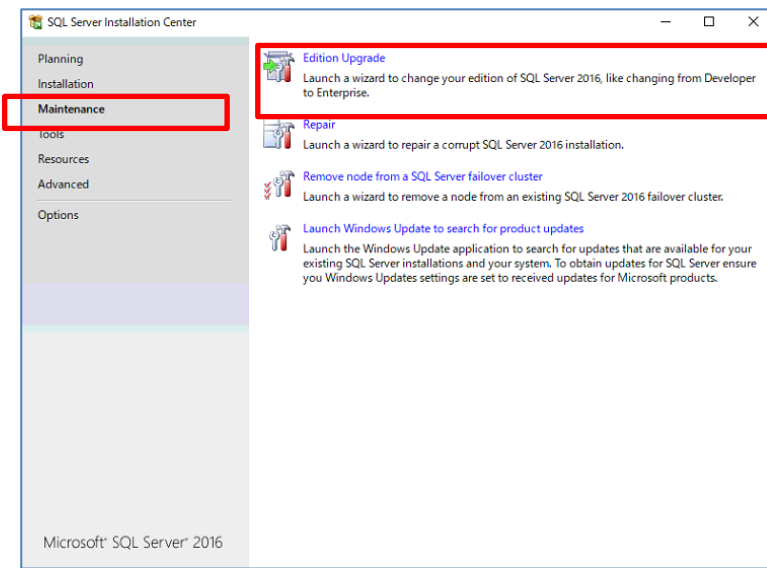 SQL Server Installation Center
Planning
Installation
Maintenance
Tools
Resources
Advanced
Options
Edition Upgrade
Launch a wizard to change your edition of SQL Server 2016, like changing from Developer
to Enterprise.
Repair
Launch a wizard to repair a corrupt SQL Server 2016 installation.
Remove node from a SQL Server failover cluster
Launch a wizard to remove a node from an existing SQL Server 2016 failover cluster.
Launch Windows Update to search for product updates
Launch the Windows Update application to search for updates that are available for your
existing SQL Server installations and your system. To obtain updates for SQL Server ensure
you Windows Updates settings are set to received updates for Microsoft products.
Microsoft® SQL Server® 2016